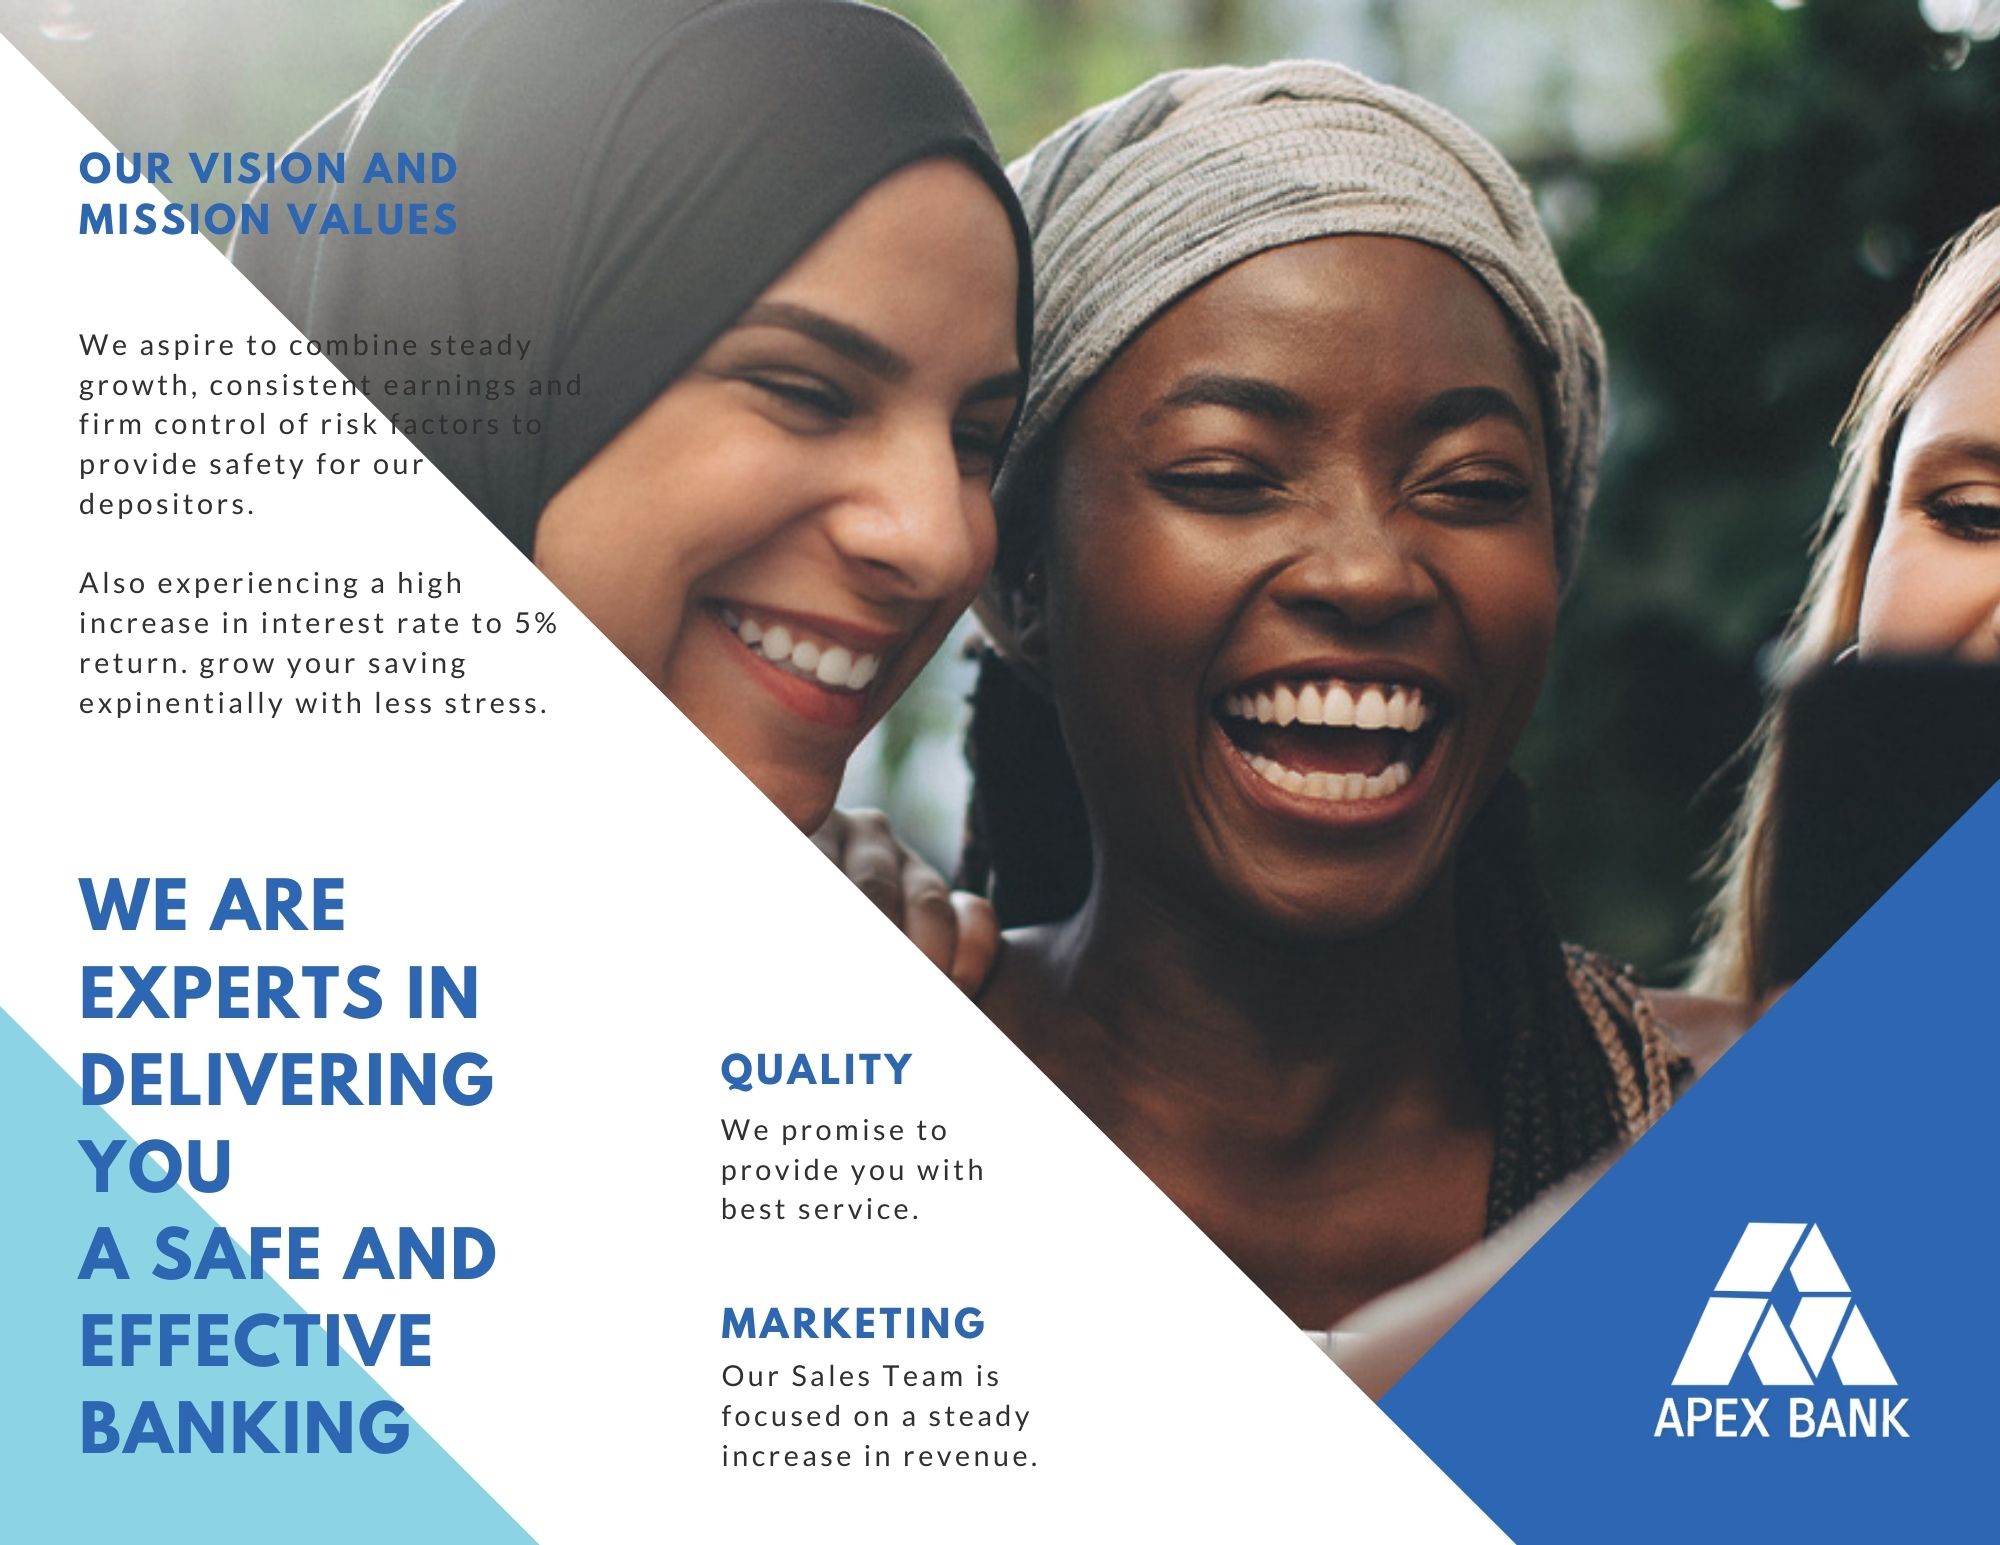 OUR VISION AND
MISSION VALUES
We aspire to combine steady
growth, consistent earnings and
firm control of risk factors to
provide safety for our
depositors.
Also experiencing a high
increase in interest rate to 5%
return. grow your saving
expinentially with less stress.
WE ARE
EXPERTS IN
DELIVERING
YOU
A SAFE AND
EFFECTIVE
BANKING
QUALITY
We promise to
provide you with
best service.
MARKETING
Our Sales Team is
focused on a steady
increase in revenue.
APEX BANK